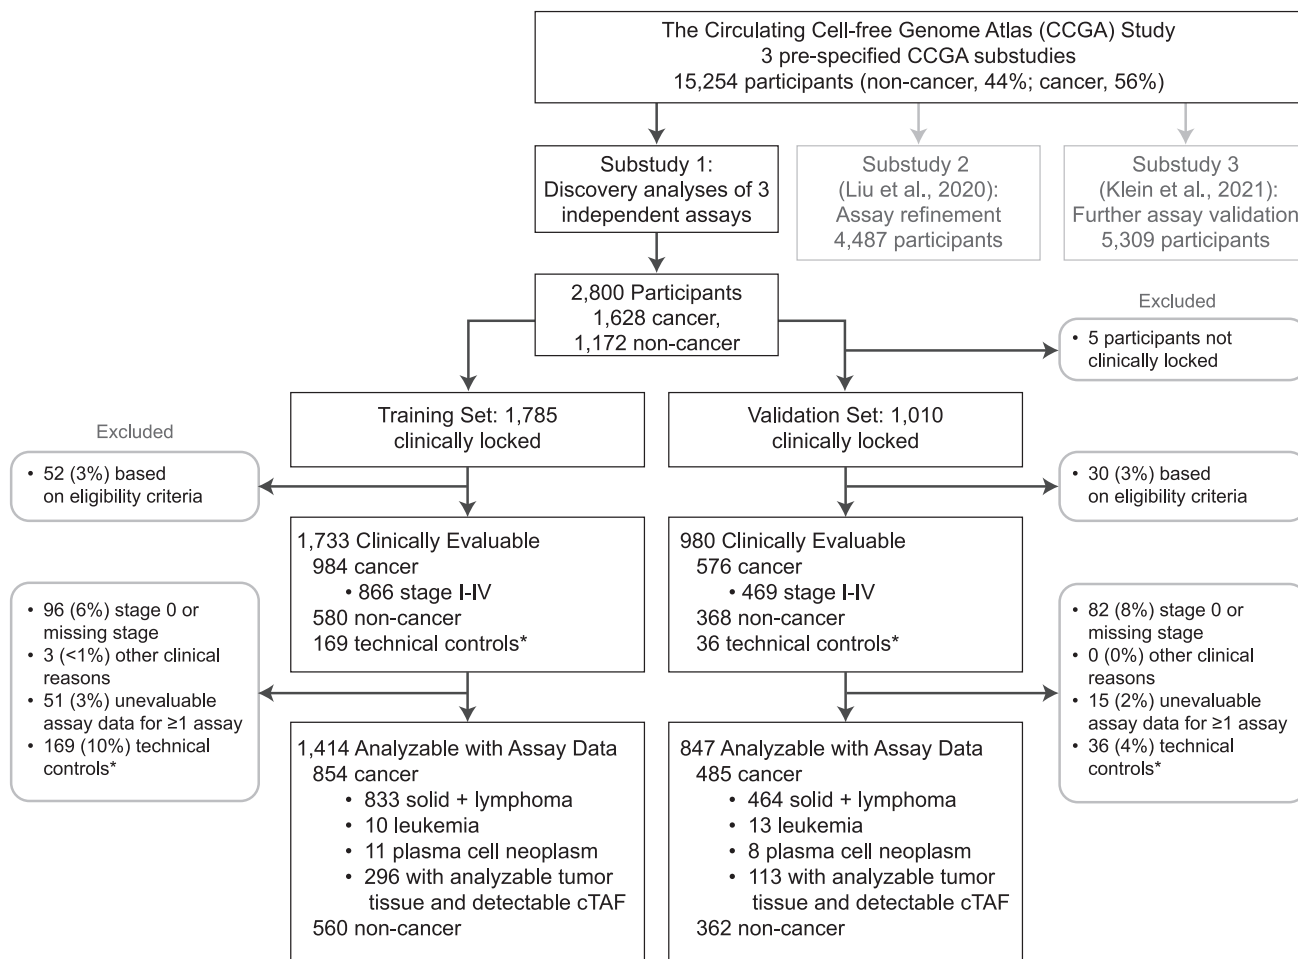 The Circulating Cell-free Genome Atlas (CCGA) Study
3 pre-specified CCGA substudies
15,254 participants (non-cancer, 44%; cancer, 56%)
Substudy 1:
Discovery analyses of 3
independent assays
Substudy 2
(Liu et al., 2020):
Assay refinement
4,487 participants
Substudy 3
(Klein et al., 2021):
Further assay validation
5,309 participants
2,800 Participants
1,628 cancer,
1,172 non-cancer
Excluded
• 5 participants not
clinically locked
Training Set: 1,785
clinically locked
Validation Set: 1,010
clinically locked
Excluded
• 52 (3%) based
on eligibility criteria
• 30 (3%) based
on eligibility criteria
1,733 Clinically Evaluable
984 cancer
• 866 stage I-IV
580 non-cancer
169 technical controls*
980 Clinically Evaluable
576 cancer
• 469 stage I-IV
368 non-cancer
36 technical controls*
• 96 (6%) stage 0 or
missing stage
• 3 (<1%) other clinical
reasons
• 51 (3%) unevaluable
assay data for ≥1 assay
• 169 (10%) technical
controls*
• 82 (8%) stage 0 or
missing stage
• 0 (0%) other clinical
reasons
• 15 (2%) unevaluable
assay data for ≥1 assay
• 36 (4%) technical
controls*
1,414 Analyzable with Assay Data
854 cancer
• 833 solid + lymphoma
• 10 leukemia
• 11 plasma cell neoplasm
• 296 with analyzable tumor
tissue and detectable cTAF
560 non-cancer
847 Analyzable with Assay Data
485 cancer
• 464 solid + lymphoma
• 13 leukemia
• 8 plasma cell neoplasm
• 113 with analyzable tumor
tissue and detectable cTAF
362 non-cancer